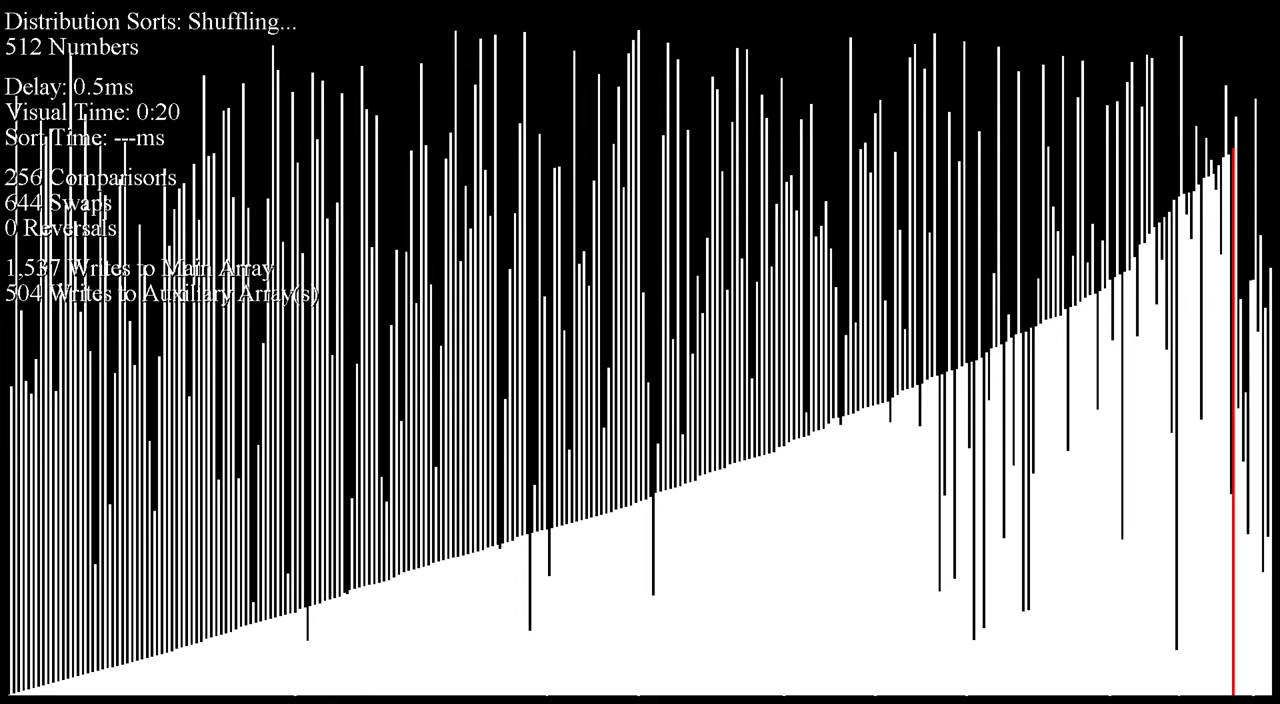 Distribution Sorts: Shuffling...
512 Numbers
Delay: 0.5ms
Visual Time: 0:20
Sort Time: ---ms
256 Comparisons
644 Swaps
0 Reversals
1,537 Writes to Main Array
504 Writes to Auxiliary Array(s)